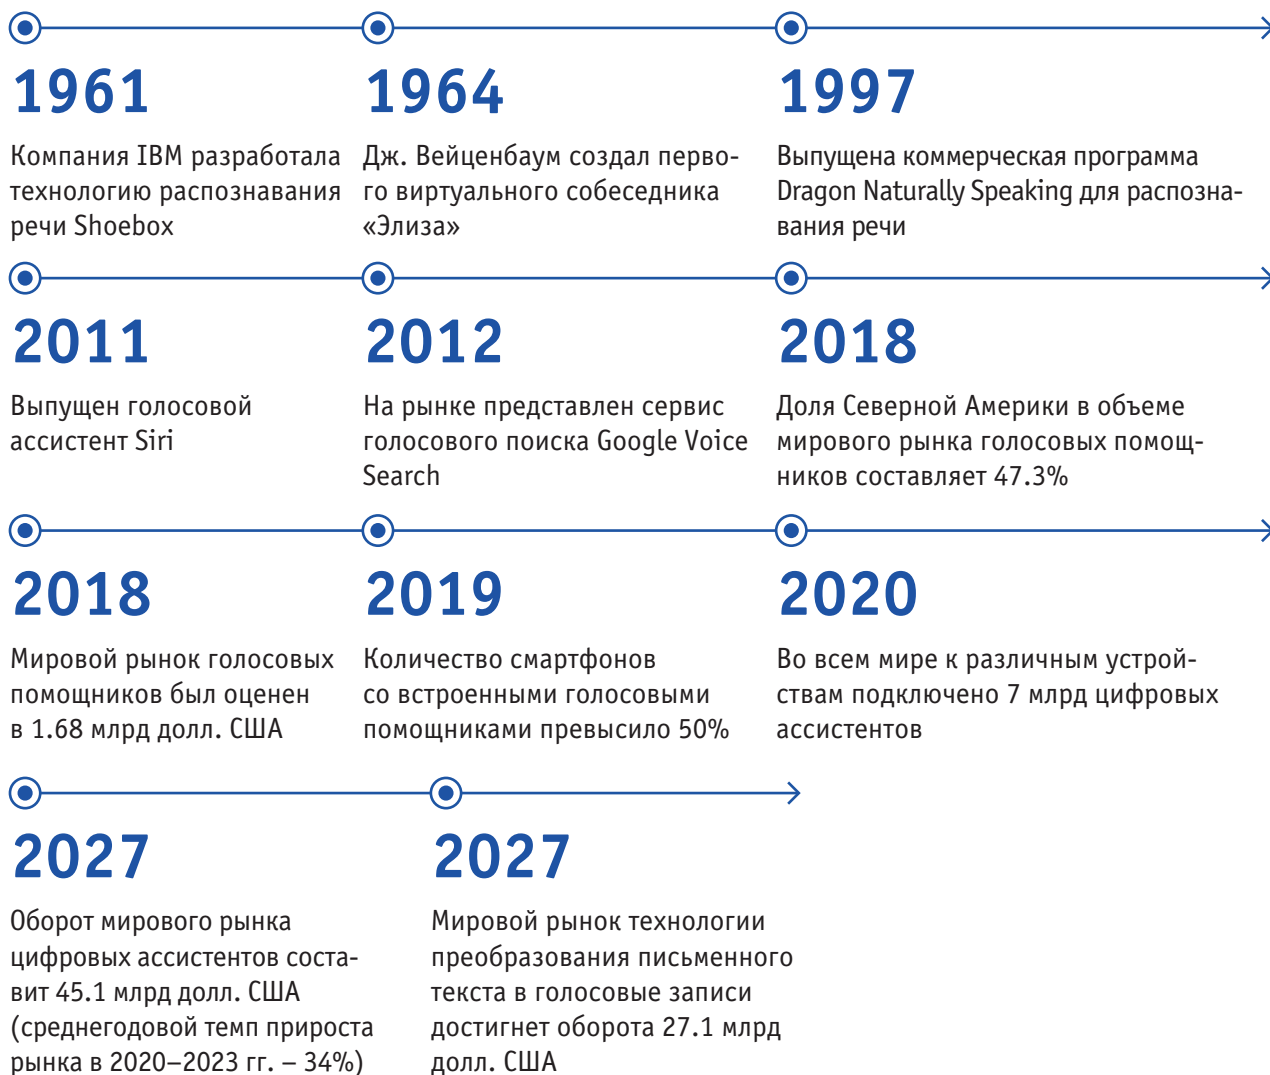 1961
Компания IBM разработала
технологию распознавания
речи Shoebox
1964
Дж. Вейценбаум создал перво-
го виртуального собеседника
«Элиза»
1997
Выпущена коммерческая программа
Dragon Naturally Speaking для распозна-
вания речи
2011
Выпущен голосовой
ассистент Siri
2012
На рынке представлен сервис
голосового поиска Google Voice
Search
2018
Доля Северной Америки в объеме
мирового рынка голосовых помощ-
ников составляет 47.3%
2018
Мировой рынок голосовых
помощников был оценен
в 1.68 млрд долл. США
2019
Количество смартфонов
со встроенными голосовыми
помощниками превысило 50%
2020
Во всем мире к различным устрой-
ствам подключено 7 млрд цифровых
ассистентов
2027
Оборот мирового рынка
цифровых ассистентов соста-
вит 45.1 млрд долл. США
(среднегодовой темп прироста
рынка в 2020–2023 гг. – 34%)
2027
Мировой рынок технологии
преобразования письменного
текста в голосовые записи
достигнет оборота 27.1 млрд
долл. США